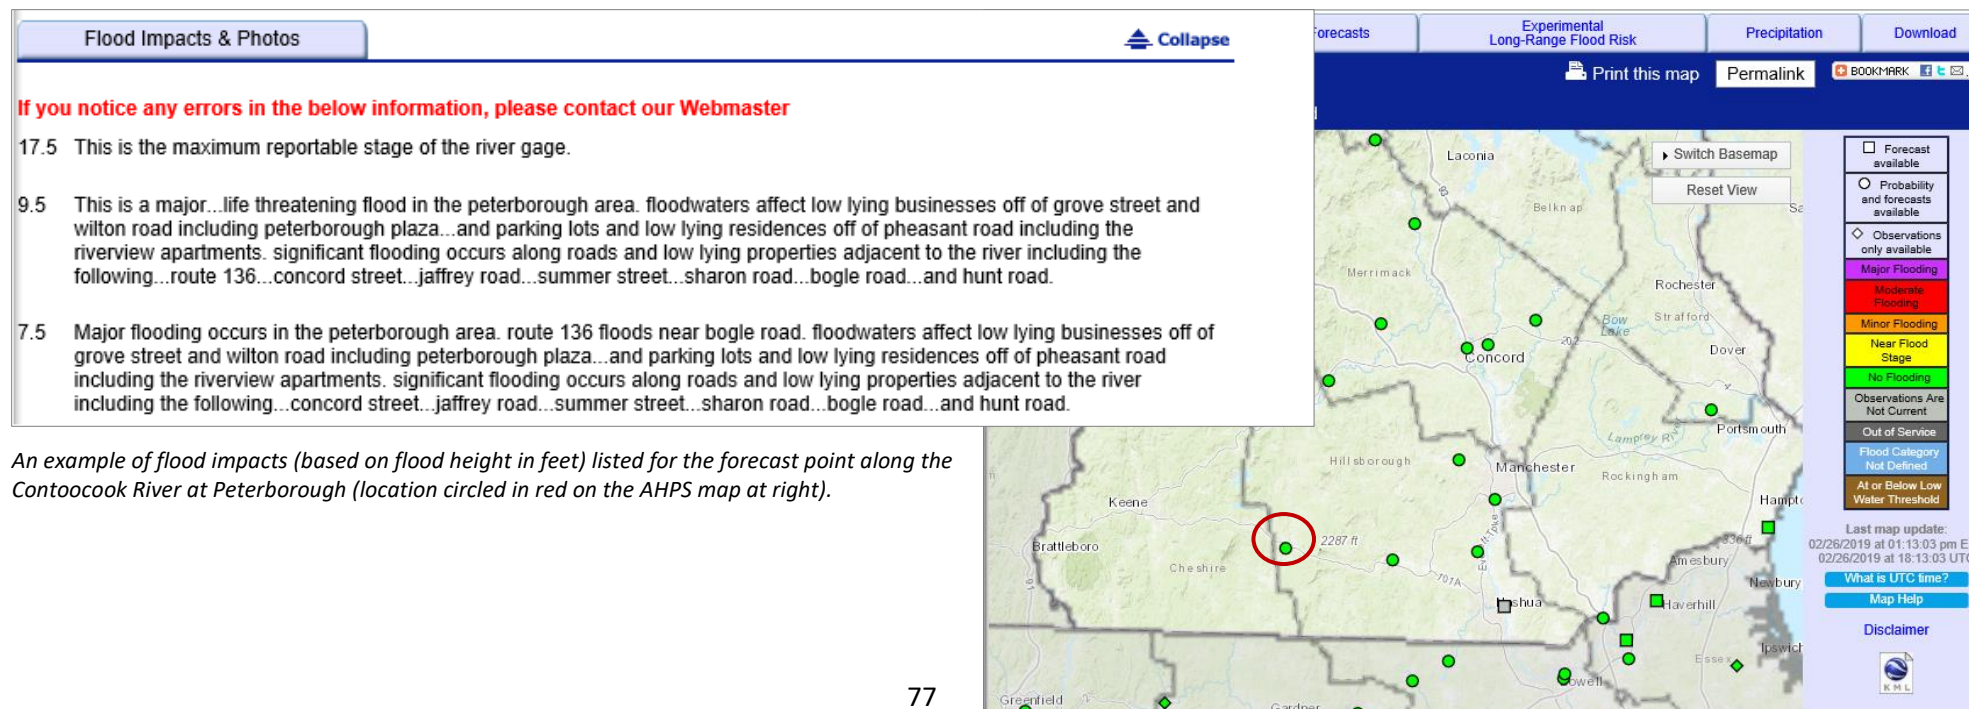 Flood Impacts & Photos
Collapse
If you notice any errors in the below information, please contact our Webmaster
17.5 This is the maximum reportable stage of the river gage.
9.5 This is a major...life threatening flood in the peterborough area. floodwaters affect low lying businesses off of grove street and
wilton road including peterborough plaza...and parking lots and low lying residences off of pheasant road including the
riverview apartments. significant flooding occurs along roads and low lying properties adjacent to the river including the
following...route 136...concord street...jaffrey road...summer street...sharon road...bogle road...and hunt road.
7.5 Major flooding occurs in the peterborough area. route 136 floods near bogle road. floodwaters affect low lying businesses off of
grove street and wilton road including peterborough plaza...and parking lots and low lying residences off of pheasant road
including the riverview apartments. significant flooding occurs along roads and low lying properties adjacent to the river
including the following...concord street...jaffrey road...summer street...sharon road...bogle road...and hunt road.
An example of flood impacts (based on flood height in feet) listed for the forecast point along the
Contoocook River at Peterborough (location circled in red on the AHPS map at right).
77
orecasts
Experimental
Long-Range Flood Risk
Precipitation
Download
Print this map
Permalink
BOOKMARK
Switch Basemap
Reset View
Laconia
Belknap
Merrimack
Rochester
Strafford
Bow
Lake
202
Dover
Concord
Portsmouth
Lamprey River
Hillsborough
Manchester
Rockingham
Hampt
Keene
2287 ft
Brattleboro
Cheshire
101A
Amesbury
Newbury
Nashua
Haverhill
Essex
Ipswich
Lowell
Greenfield
Gardner
93
91
Forecast
available
Probability
and forecasts
available
Observations
only available
Major Flooding
Moderate
Flooding
Minor Flooding
Near Flood
Stage
No Flooding
Observations Are
Not Current
Out of Service
Flood Category
Not Defined
At or Below Low
Water Threshold
Last map update:
02/26/2019 at 01:13:03 pm E
02/26/2019 at 18:13:03 UTC
What is UTC time?
Map Help
Disclaimer
KML